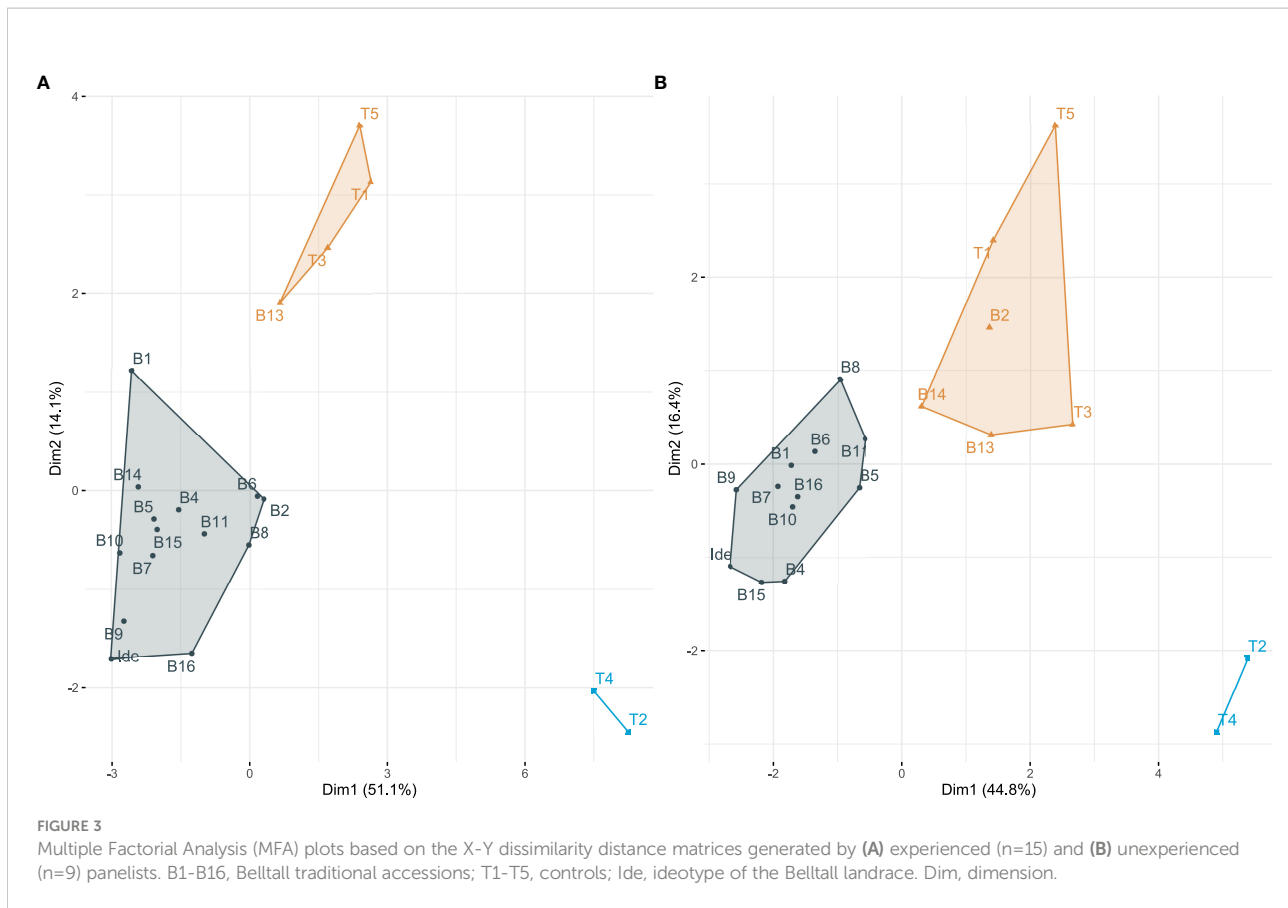 A
B
4
2
0
-2
Dim2 (14.1%)
T5
T1
T3
B13
B1
B14
B6
B4
B2
B5
B11
B8
B10
B15
B7
B9
Ide
B16
T4
T2
-3
0
3
6
Dim1 (51.1%)
2
0
-2
Dim2 (16.4%)
T5
T1
B2
B8
B14
T3
B13
B6
B1
B11
B9
B5
B7
B16
B10
Ide
B4
B15
T2
T4
-2
0
2
4
Dim1 (44.8%)
FIGURE 3
Multiple Factorial Analysis (MFA) plots based on the X-Y dissimilarity distance matrices generated by (A) experienced (n=15) and (B) unexperienced
(n=9) panelists. B1-B16, Belltall traditional accessions; T1-T5, controls; Ide, ideotype of the Belltall landrace. Dim, dimension.